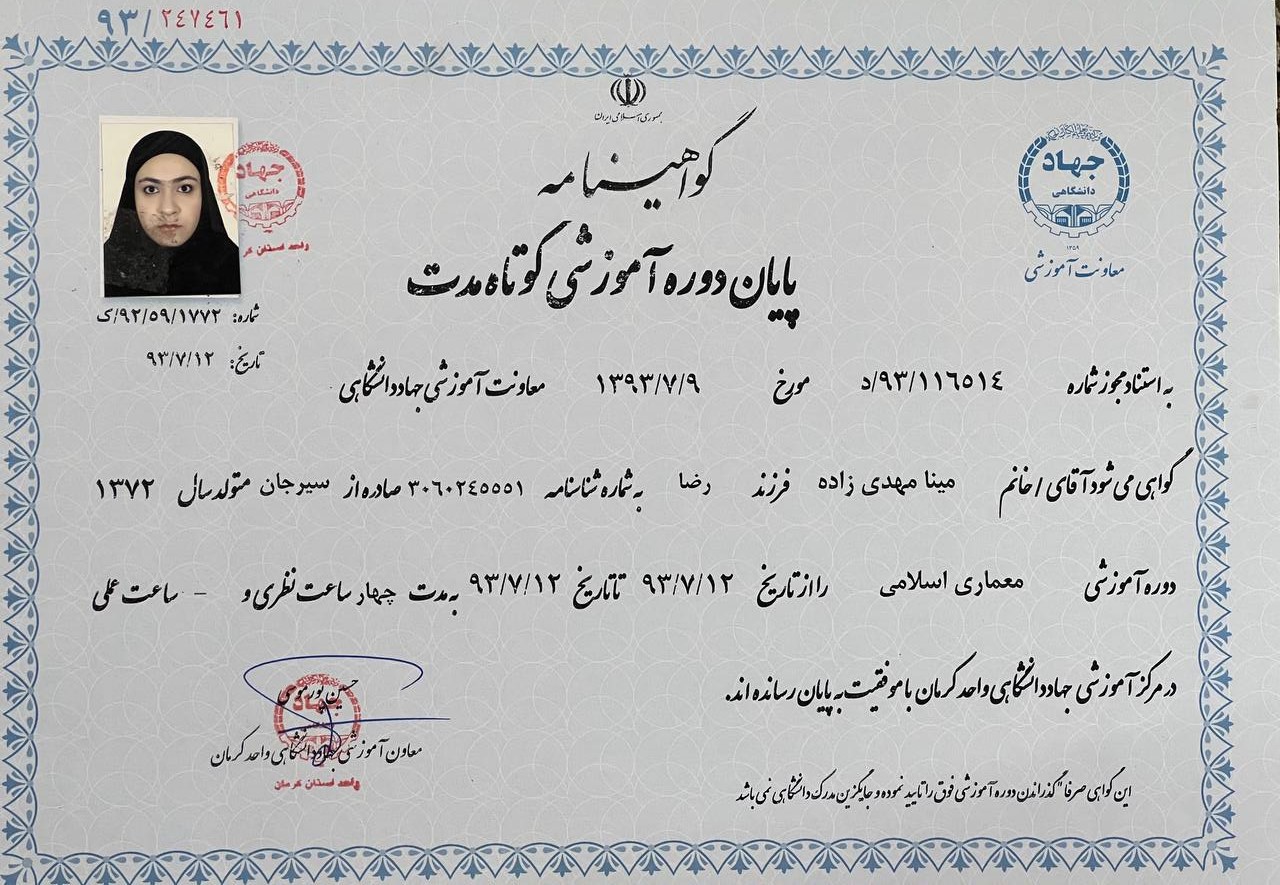 ۹۳/۲۴۷۴۶۱
جمهوری اسلامی ایران
گواهینامه
پایان دوره آموزشی کوتاه مدت
جهاد
دانشگاهی
۱۳۵۹
معاونت آموزشی
جهاد
دانشگاهی
واحد استان
شماره: ۹۲/۵۹/۱۷۷۲/ک
تاریخ: ۹۳/۷/۱۲
به استناد مجوز شماره ۹۳/۱۱۶۵۱۴/د مورخ ۱۳۹۳/۷/۹ معاونت آموزشی جهاد دانشگاهی
گواهی می شود آقای / خانم مینا مهدی زاده فرزند رضا به شماره شناسنامه ۳۰۶۰۲۴۵۵۵۱ صادره از سیرجان متولد سال ۱۳۷۲
دوره آموزشی معماری اسلامی را از تاریخ ۹۳/۷/۱۲ تا تاریخ ۹۳/۷/۱۲ به مدت چهار ساعت نظری و - ساعت عملی
در مرکز آموزشی جهاد دانشگاهی واحد کرمان با موفقیت به پایان رسانده اند.
حسین پورموسی
جهاد
معاون آموزشی جهاد دانشگاهی واحد کرمان
واحد استان کرمان
این گواهی صرفا" گذراندن دوره آموزشی فوق را تایید نموده و جایگزین مدرک دانشگاهی نمی باشد